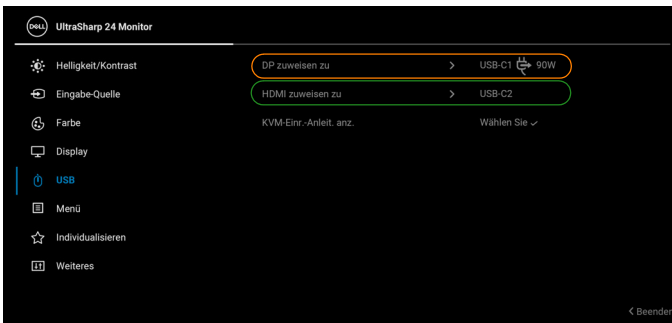 DELL UltraSharp 24 Monitor
Helligkeit/Kontrast
DP zuweisen zu > USB-C1 90W
Eingabe-Quelle
HDMI zuweisen zu > USB-C2
Farbe
KVM-Einr.-Anleit. anz. Wählen Sie ✓
Display
USB
Menü
Individualisieren
Weiteres
< Beenden